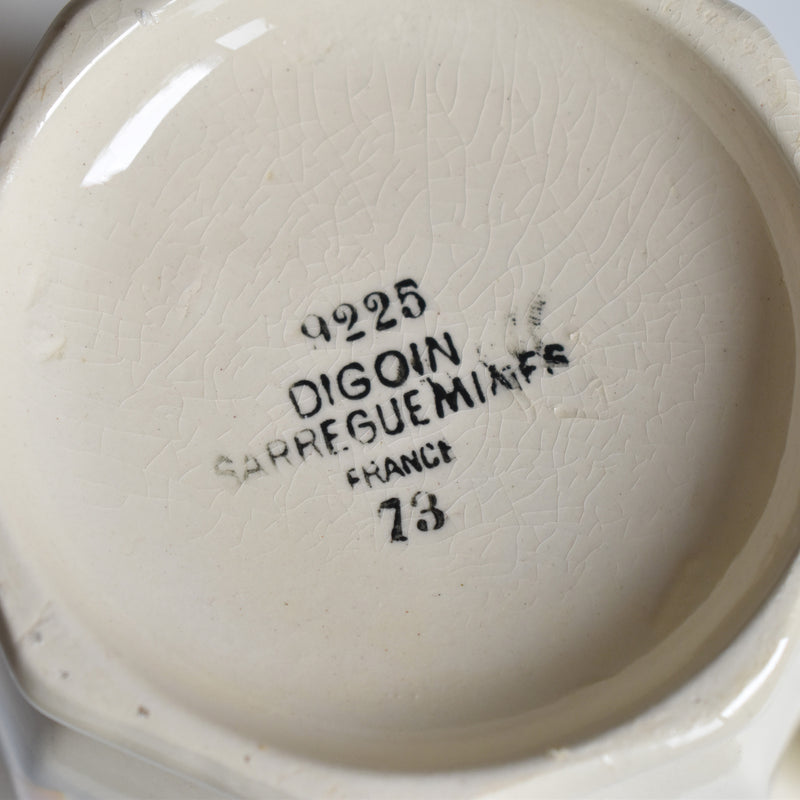 9225
DIGOIN
SARREGUEMINES
FRANCE
73